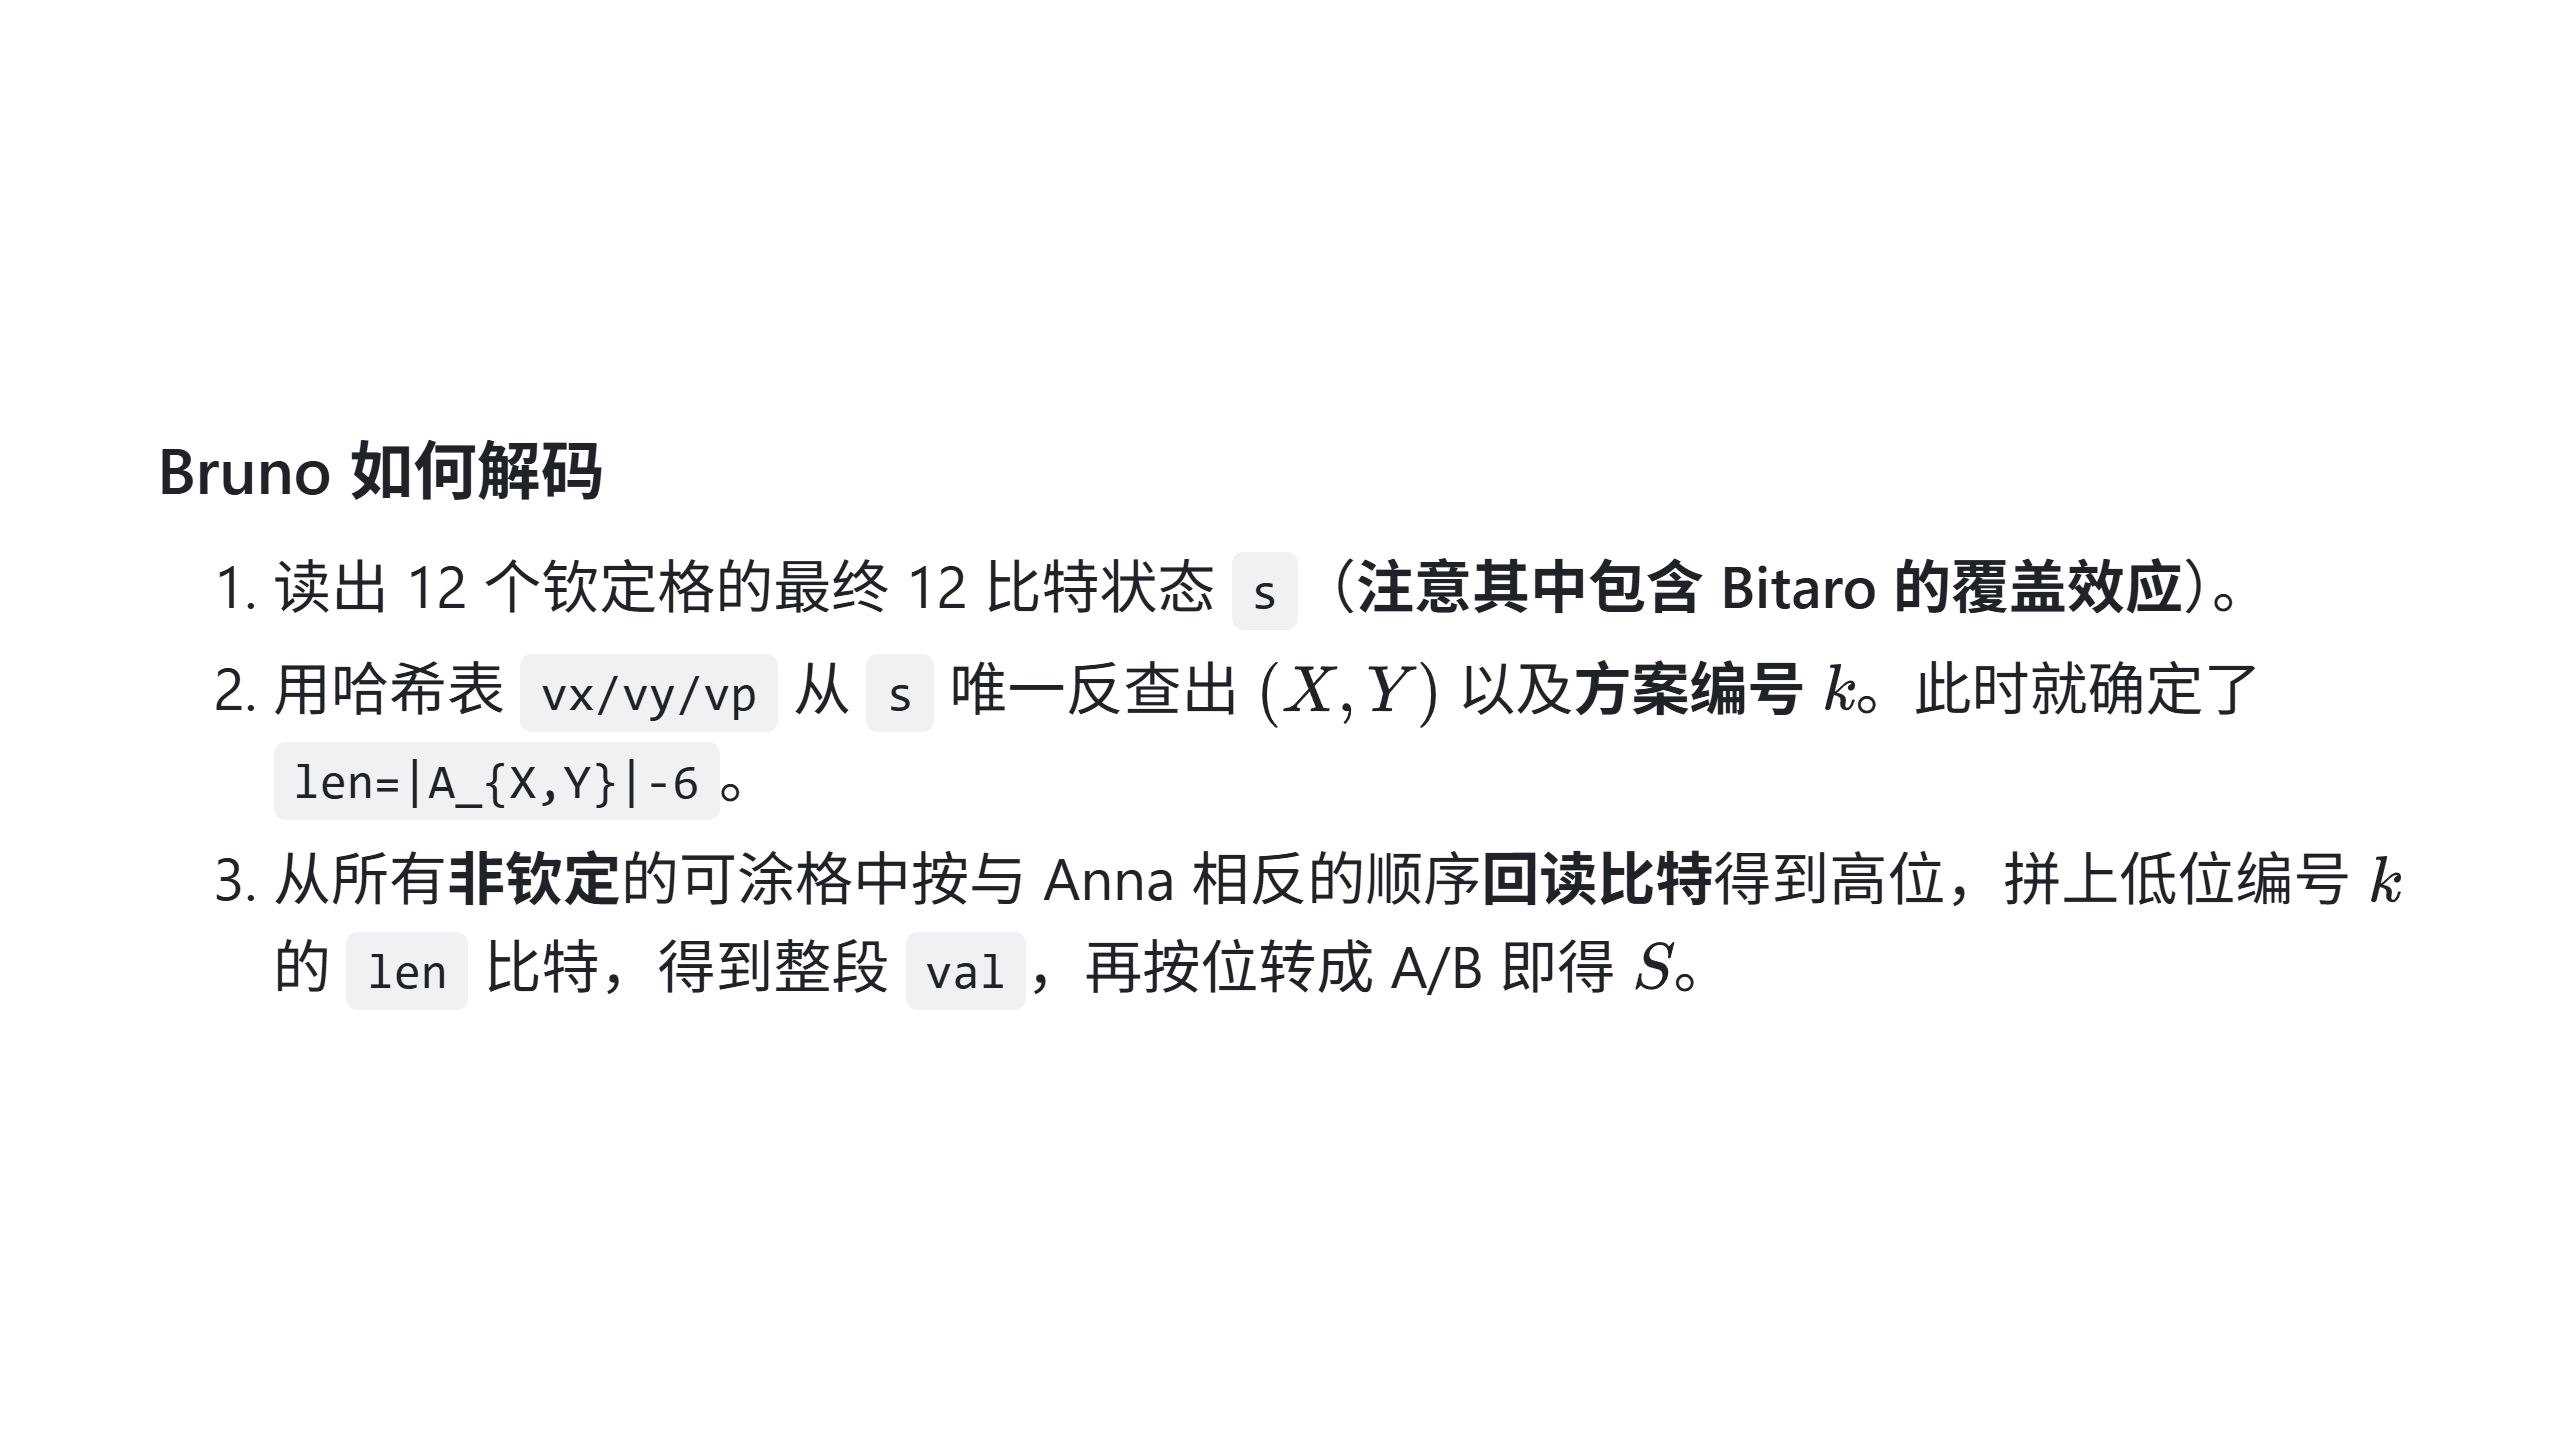 Bruno 如何解码
1. 读出 12 个钦定格的最终 12 比特状态 s（注意其中包含 Bitaro 的覆盖效应）。
2. 用哈希表 vx/vy/vp 从 s 唯一反查出 (X, Y) 以及方案编号 k。此时就确定了
len=|A_{X,Y}|-6。
3. 从所有非钦定的可涂格中按与 Anna 相反的顺序回读比特得到高位，拼上低位编号 k
的 len 比特，得到整段 val，再按位转成 A/B 即得 S。